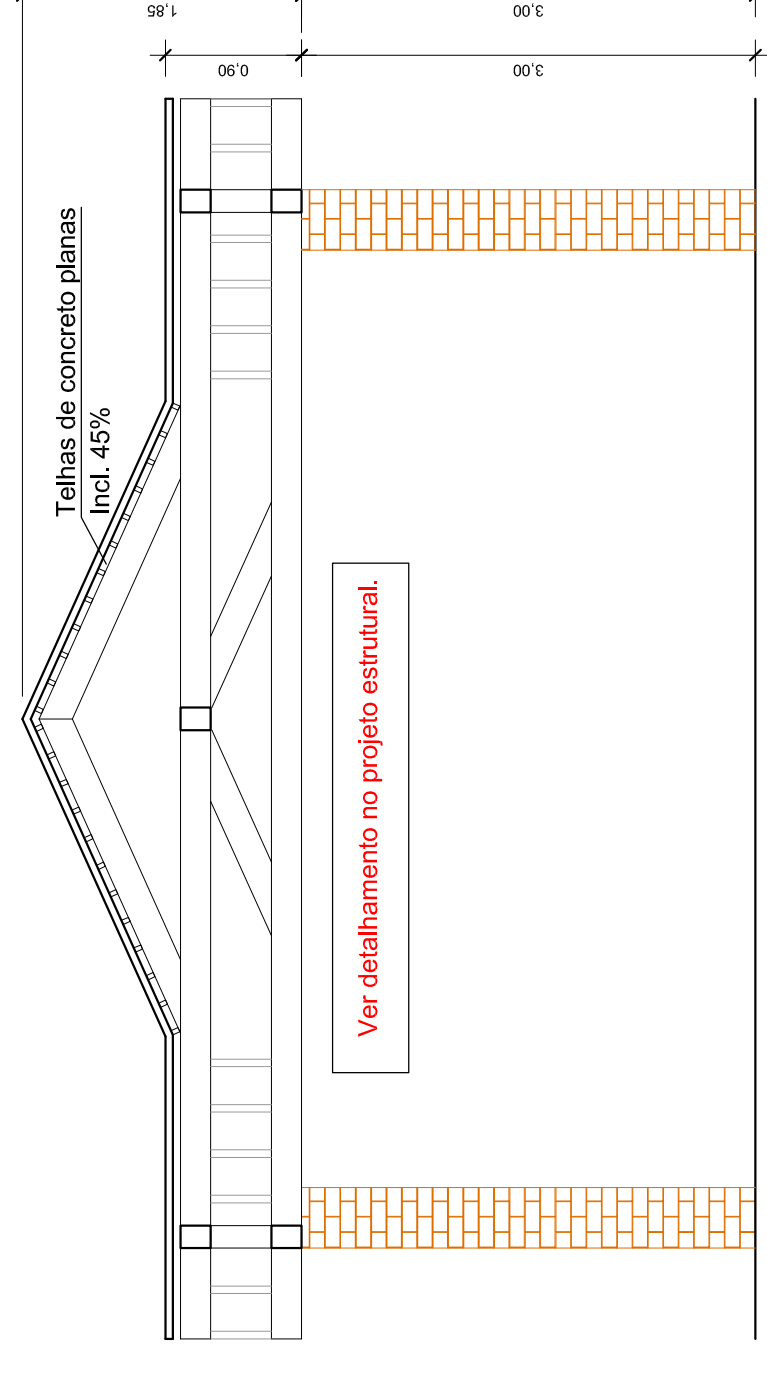 Telhas de concreto planas
Incl. 45%
Ver detalhamento no projeto estrutural.
1,85
3,00
0,90
3,00